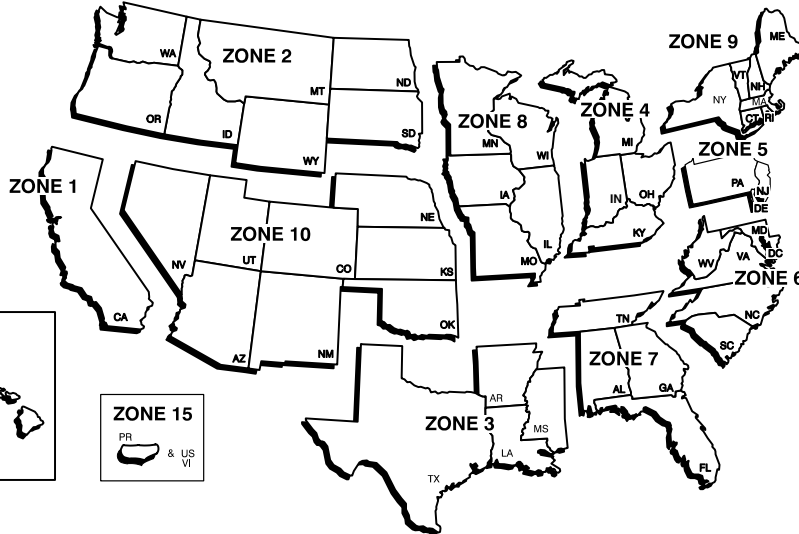 ZONE 1
CA
ZONE 2
WA
OR
ID
MT
WY
ND
SD
ZONE 10
NV
UT
AZ
CO
NM
NE
KS
OK
ZONE 8
MN
WI
IA
IL
MO
ZONE 4
MI
IN
OH
KY
ZONE 9
ME
VT
NH
NY
MA
CT
RI
ZONE 5
PA
NJ
DE
MD
DC
WV
VA
ZONE 6
NC
SC
ZONE 7
TN
AL
GA
FL
ZONE 3
AR
MS
LA
TX
ZONE 15
PR
& US
VI